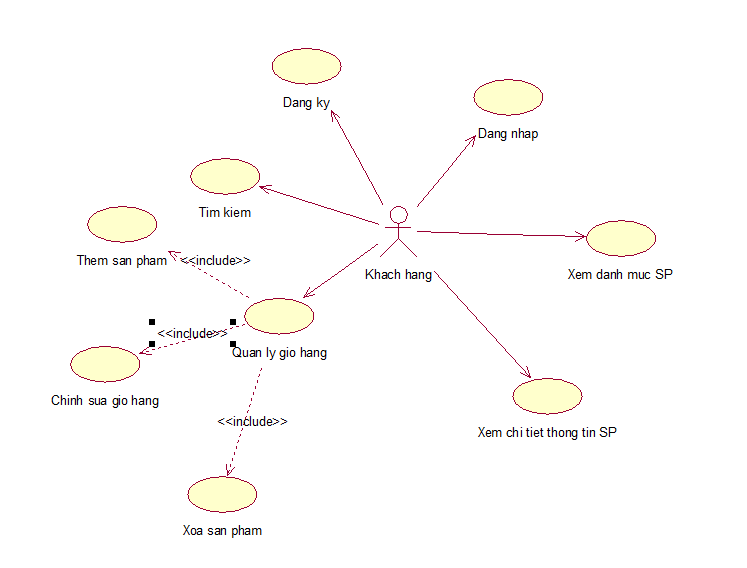 Dang ky
Dang nhap
Tim kiem
Them san pham
<<include>>
Khach hang
Xem danh muc SP
<<include>>
Quan ly gio hang
Chinh sua gio hang
<<include>>
Xem chi tiet thong tin SP
Xoa san pham